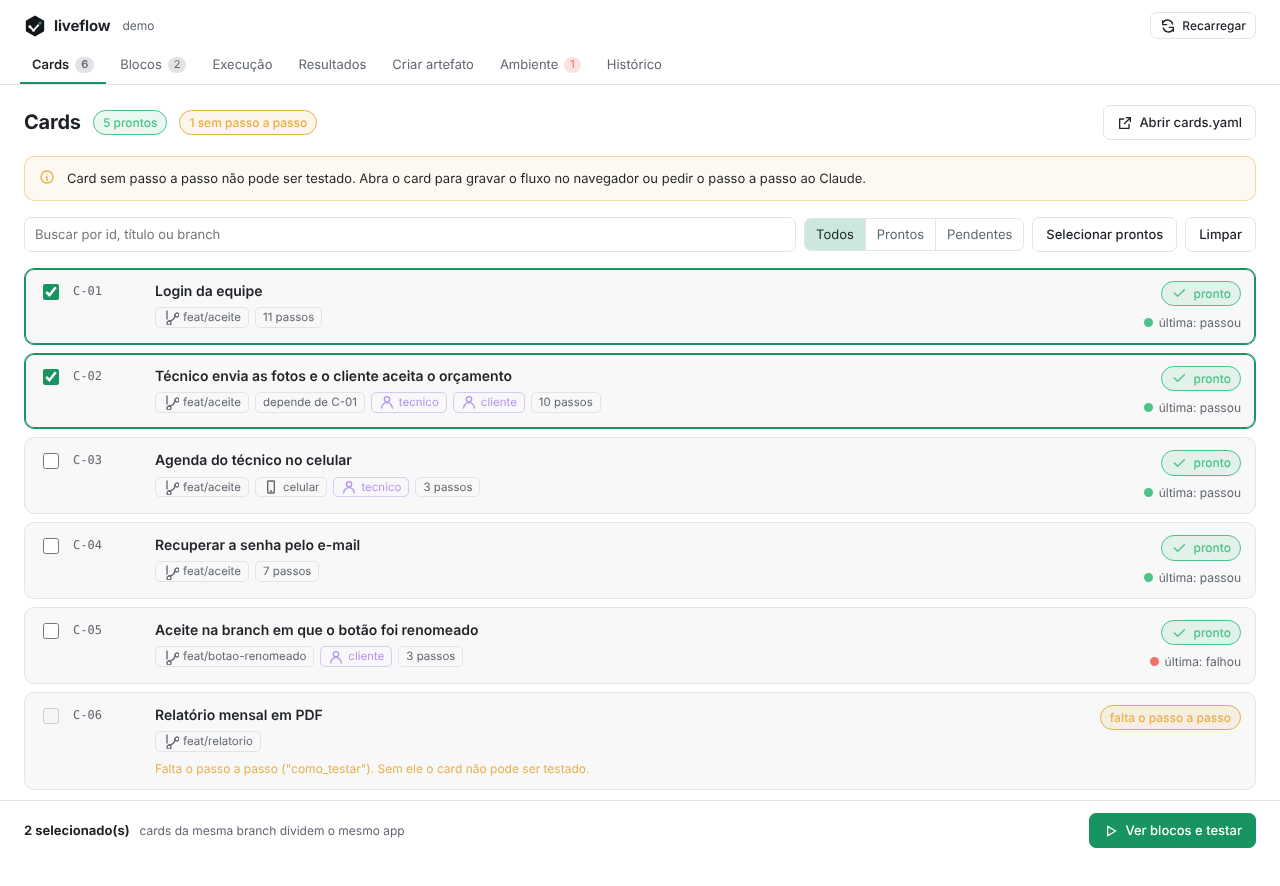 liveflow demo
Recarregar
Cards 6
Blocos 2
Execução
Resultados
Criar artefato
Ambiente 1
Histórico
Cards
5 prontos
1 sem passo a passo
Abrir cards.yaml
Card sem passo a passo não pode ser testado. Abra o card para gravar o fluxo no navegador ou pedir o passo a passo ao Claude.
Buscar por id, título ou branch
Todos
Prontos
Pendentes
Selecionar prontos
Limpar
C-01
Login da equipe
pronto
feat/aceite
11 passos
última: passou
C-02
Técnico envia as fotos e o cliente aceita o orçamento
pronto
feat/aceite
depende de C-01
tecnico
cliente
10 passos
última: passou
C-03
Agenda do técnico no celular
pronto
feat/aceite
celular
tecnico
3 passos
última: passou
C-04
Recuperar a senha pelo e-mail
pronto
feat/aceite
7 passos
última: passou
C-05
Aceite na branch em que o botão foi renomeado
pronto
feat/botao-renomeado
cliente
3 passos
última: falhou
C-06
Relatório mensal em PDF
falta o passo a passo
feat/relatorio
Falta o passo a passo ("como_testar"). Sem ele o card não pode ser testado.
2 selecionado(s)
cards da mesma branch dividem o mesmo app
Ver blocos e testar